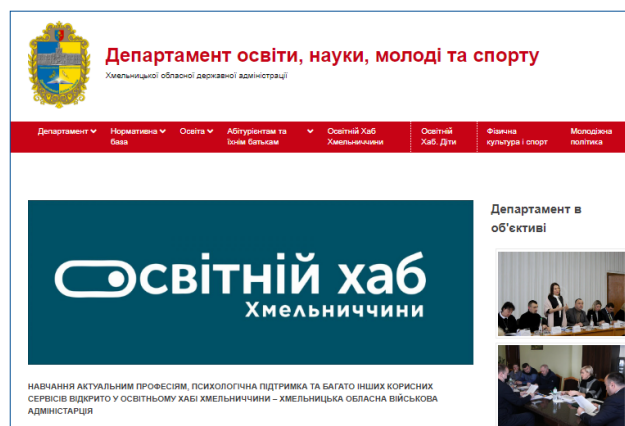 Департамент освіти, науки, молоді та спорту
Хмельницької обласної державної адміністрації
Департамент
Нормативна база
Освіта
Абітурієнтам та їхнім батькам
Освітній Хаб Хмельниччини
Освітній Хаб. Діти
Фізична культура і спорт
Молодіжна політика
Освітній хаб
Хмельниччини
Департамент в
об'єктиві
НАВЧАННЯ АКТУАЛЬНИМ ПРОФЕСІЯМ, ПСИХОЛОГІЧНА ПІДТРИМКА ТА БАГАТО ІНШИХ КОРИСНИХ
СЕРВІСІВ ВІДКРИТО У ОСВІТНЬОМУ ХАБІ ХМЕЛЬНИЧЧИНИ – ХМЕЛЬНИЦЬКА ОБЛАСНА ВІЙСЬКОВА
АДМІНІСТАРЦІЯ